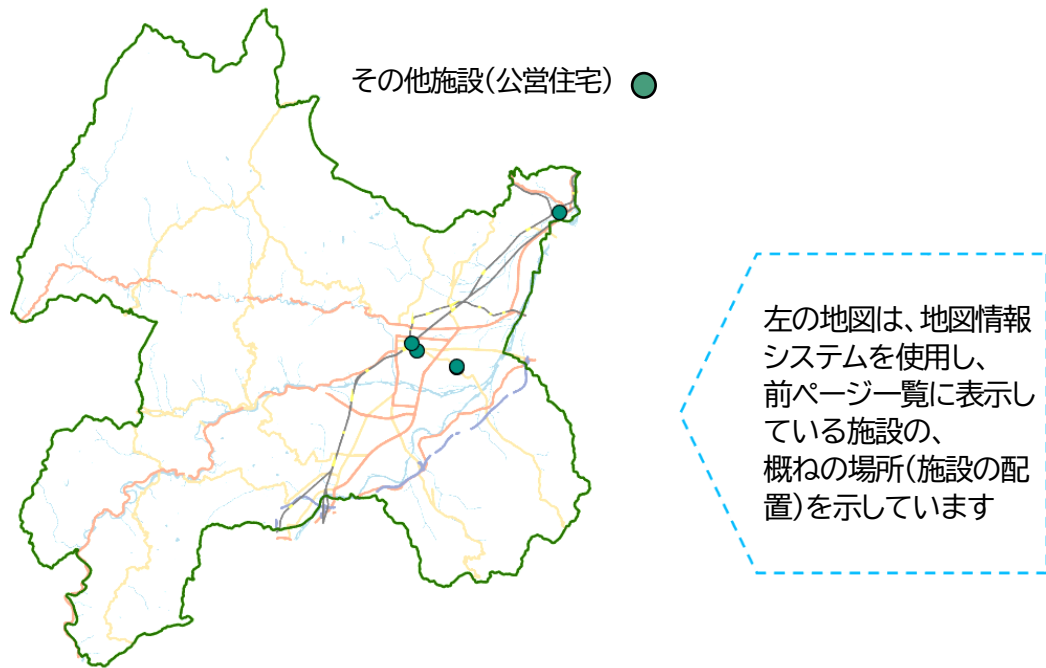 その他施設(公営住宅)
左の地図は、地図情報
システムを使用し、
前ページ一覧に表示し
ている施設の、
概ねの場所(施設の配
置)を示しています